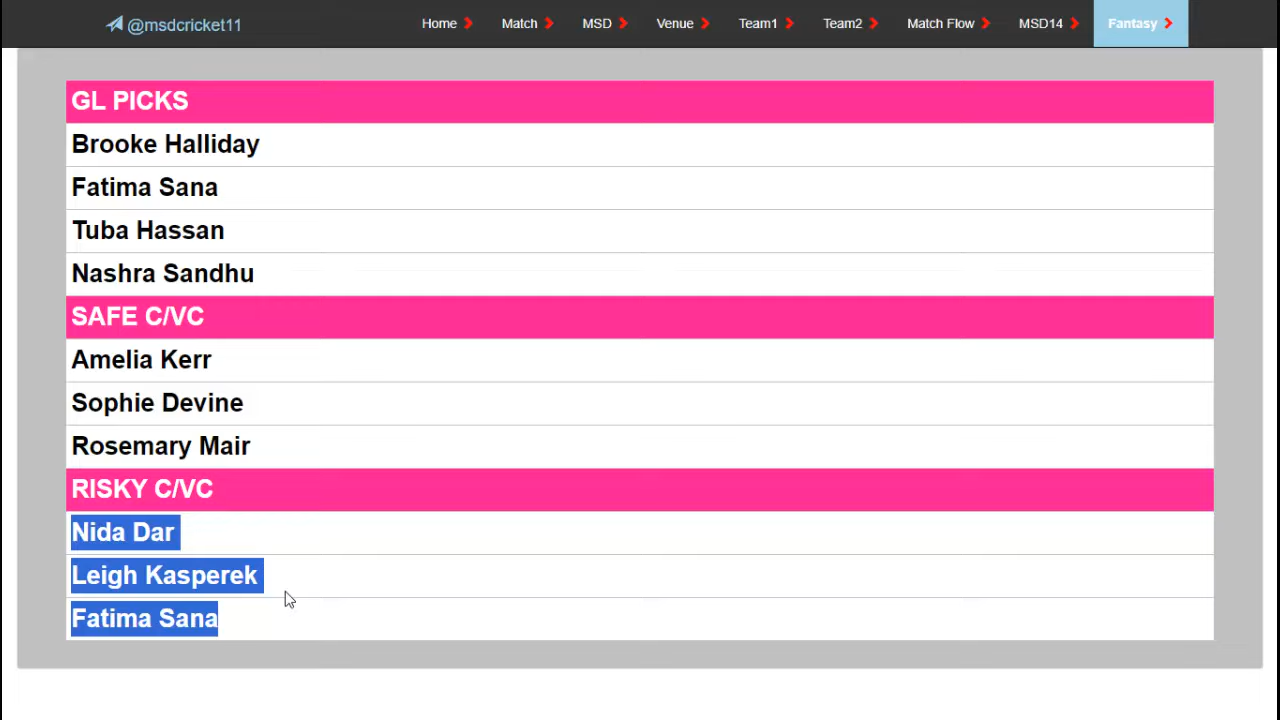 @msdcricket11 Home Match MSD Venue Team1 Team2 Match Flow MSD14 Fantasy
GL PICKS
Brooke Halliday
Fatima Sana
Tuba Hassan
Nashra Sandhu
SAFE C/VC
Amelia Kerr
Sophie Devine
Rosemary Mair
RISKY C/VC
Nida Dar
Leigh Kasperek
Fatima Sana